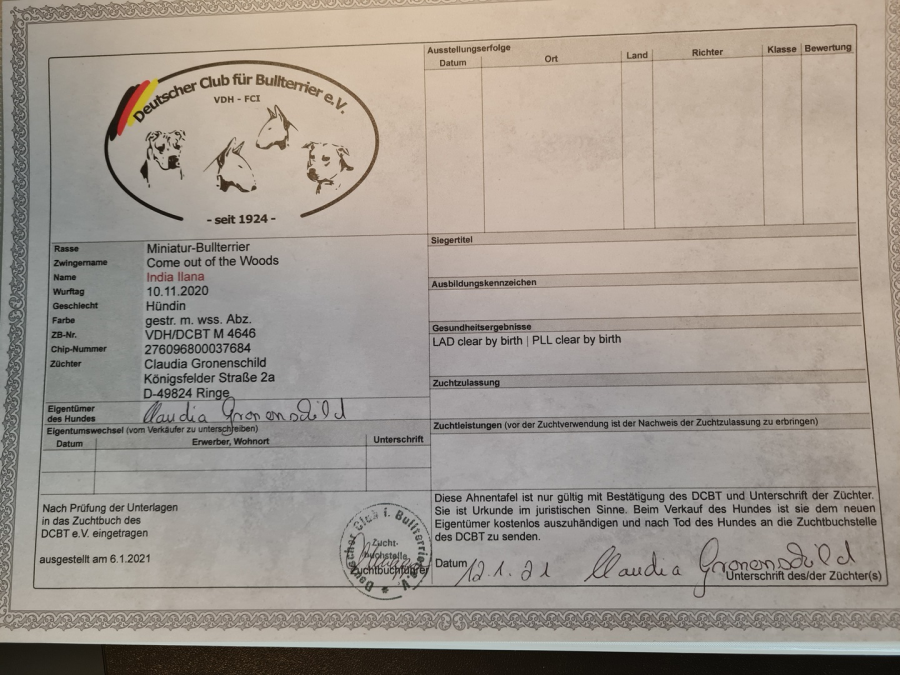 Deutscher Club für Bullterrier e.V.
VDH - FCI
- seit 1924 -
Rasse Miniatur-Bullterrier
Zwingername Come out of the Woods
Name India Ilana
Wurftag 10.11.2020
Geschlecht Hündin
Farbe gestr. m. wss. Abz.
ZB-Nr. VDH/DCBT M 4646
Chip-Nummer 276096800037684
Züchter Claudia Gronenschild
Königsfelder Straße 2a
D-49824 Ringe
Eigentümer
des Hundes Claudia Gronenschild
Eigentumswechsel (vom Verkäufer zu unterschreiben)
Datum Erwerber, Wohnort Unterschrift
Nach Prüfung der Unterlagen
in das Zuchtbuch des
DCBT e.V. eingetragen
ausgestellt am 6.1.2021
Deutscher Club f. Bullterrier e.V.
Zucht-
buchstelle
Zuchtbuchführer
Ausstellungserfolge
Datum Ort Land Richter Klasse Bewertung
Siegertitel
Ausbildungskennzeichen
Gesundheitsergebnisse
LAD clear by birth | PLL clear by birth
Zuchtzulassung
Zuchtleistungen (vor der Zuchtverwendung ist der Nachweis der Zuchtzulassung zu erbringen)
Diese Ahnentafel ist nur gültig mit Bestätigung des DCBT und Unterschrift der Züchter.
Sie ist Urkunde im juristischen Sinne. Beim Verkauf des Hundes ist sie dem neuen
Eigentümer kostenlos auszuhändigen und nach Tod des Hundes an die Zuchtbuchstelle
des DCBT zu senden.
Datum 12.1.21 Claudia Gronenschild
Unterschrift des/der Züchter(s)